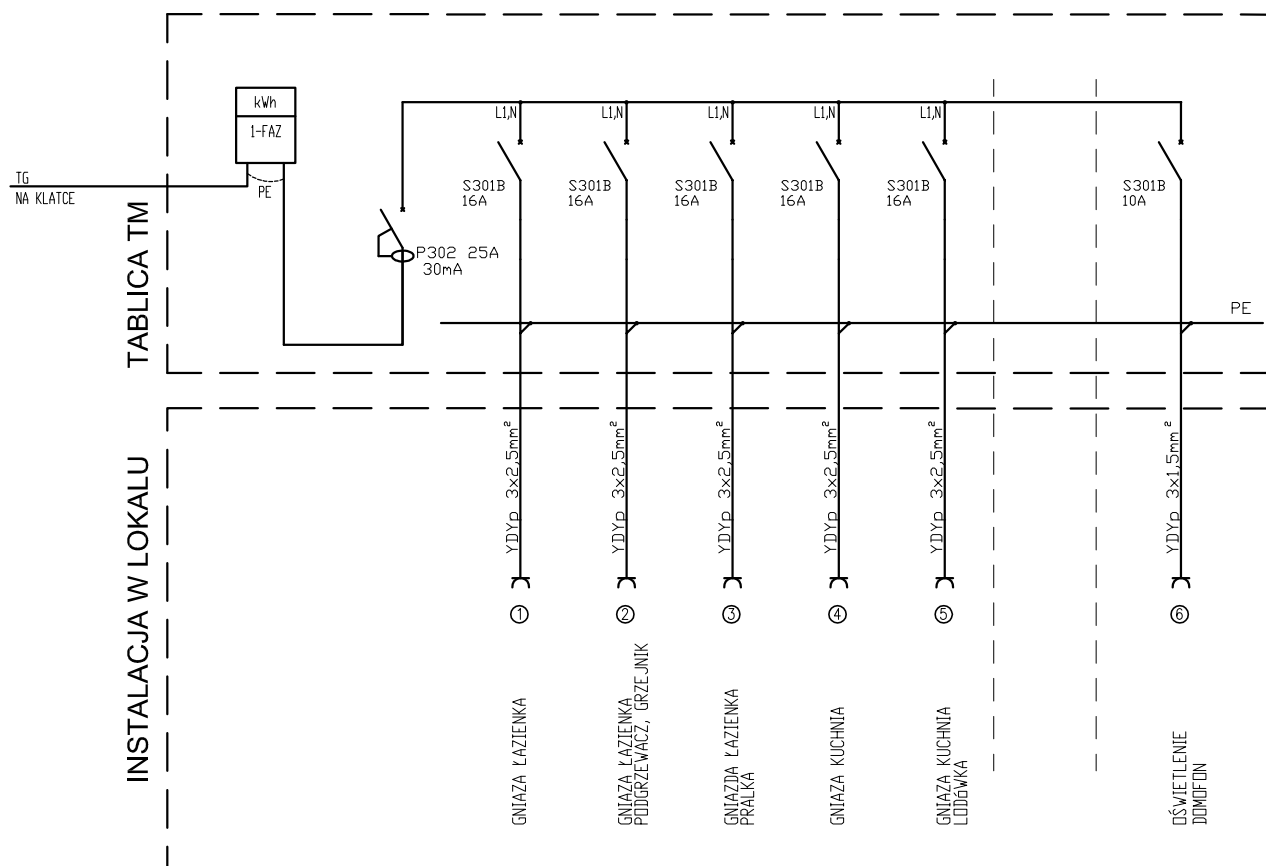 kWh
1-FAZ
PE
TG
NA KLATCE
TABLICA TM
P302 25A
30mA
L1,N
L1,N
L1,N
L1,N
L1,N
S301B
16A
S301B
16A
S301B
16A
S301B
16A
S301B
16A
S301B
10A
PE
INSTALACJA W LOKALU
YDYp 3x2,5mm²
YDYp 3x2,5mm²
YDYp 3x2,5mm²
YDYp 3x2,5mm²
YDYp 3x2,5mm²
YDYp 3x1,5mm²
1
2
3
4
5
6
GNIAZA ŁAZIENKA
GNIAZA ŁAZIENKA
PODGRZEWACZ, GRZEJNIK
GNIAZDA ŁAZIENKA
PRALKA
GNIAZA KUCHNIA
GNIAZA KUCHNIA
LODÓWKA
OŚWIETLENIE
DOMOFON